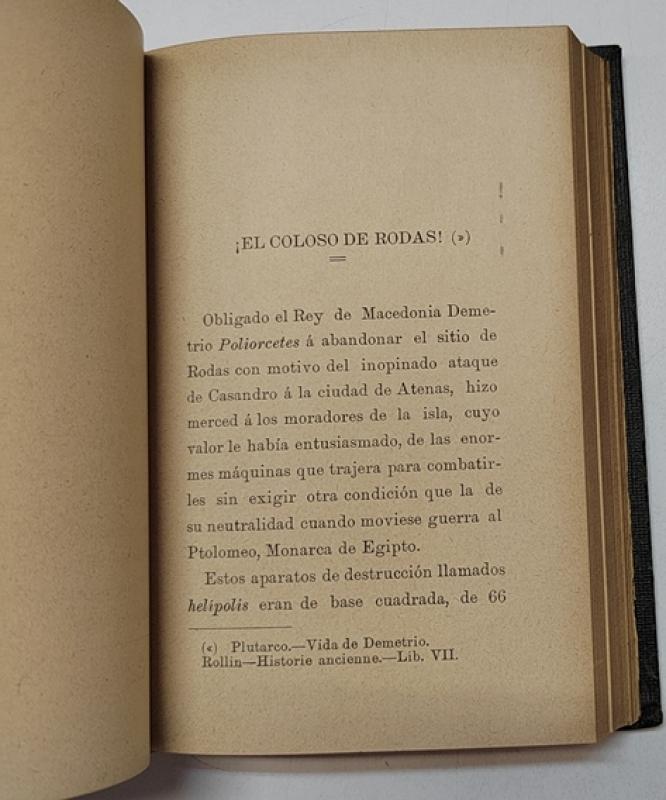 ¡EL COLOSO DE RODAS! (»)
Obligado el Rey de Macedonia Deme-
trio Poliorcetes á abandonar el sitio de
Rodas con motivo del inopinado ataque
de Casandro á la ciudad de Atenas, hizo
merced á los moradores de la isla, cuyo
valor le había entusiasmado, de las enor-
mes máquinas que trajera para combatir-
les sin exigir otra condición que la de
su neutralidad cuando moviese guerra al
Ptolomeo, Monarca de Egipto.
Estos aparatos de destrucción llamados
helípolis eran de base cuadrada, de 66
(«) Plutarco.—Vida de Demetrio.
Rollin—Historie ancienne.—Lib. VII.